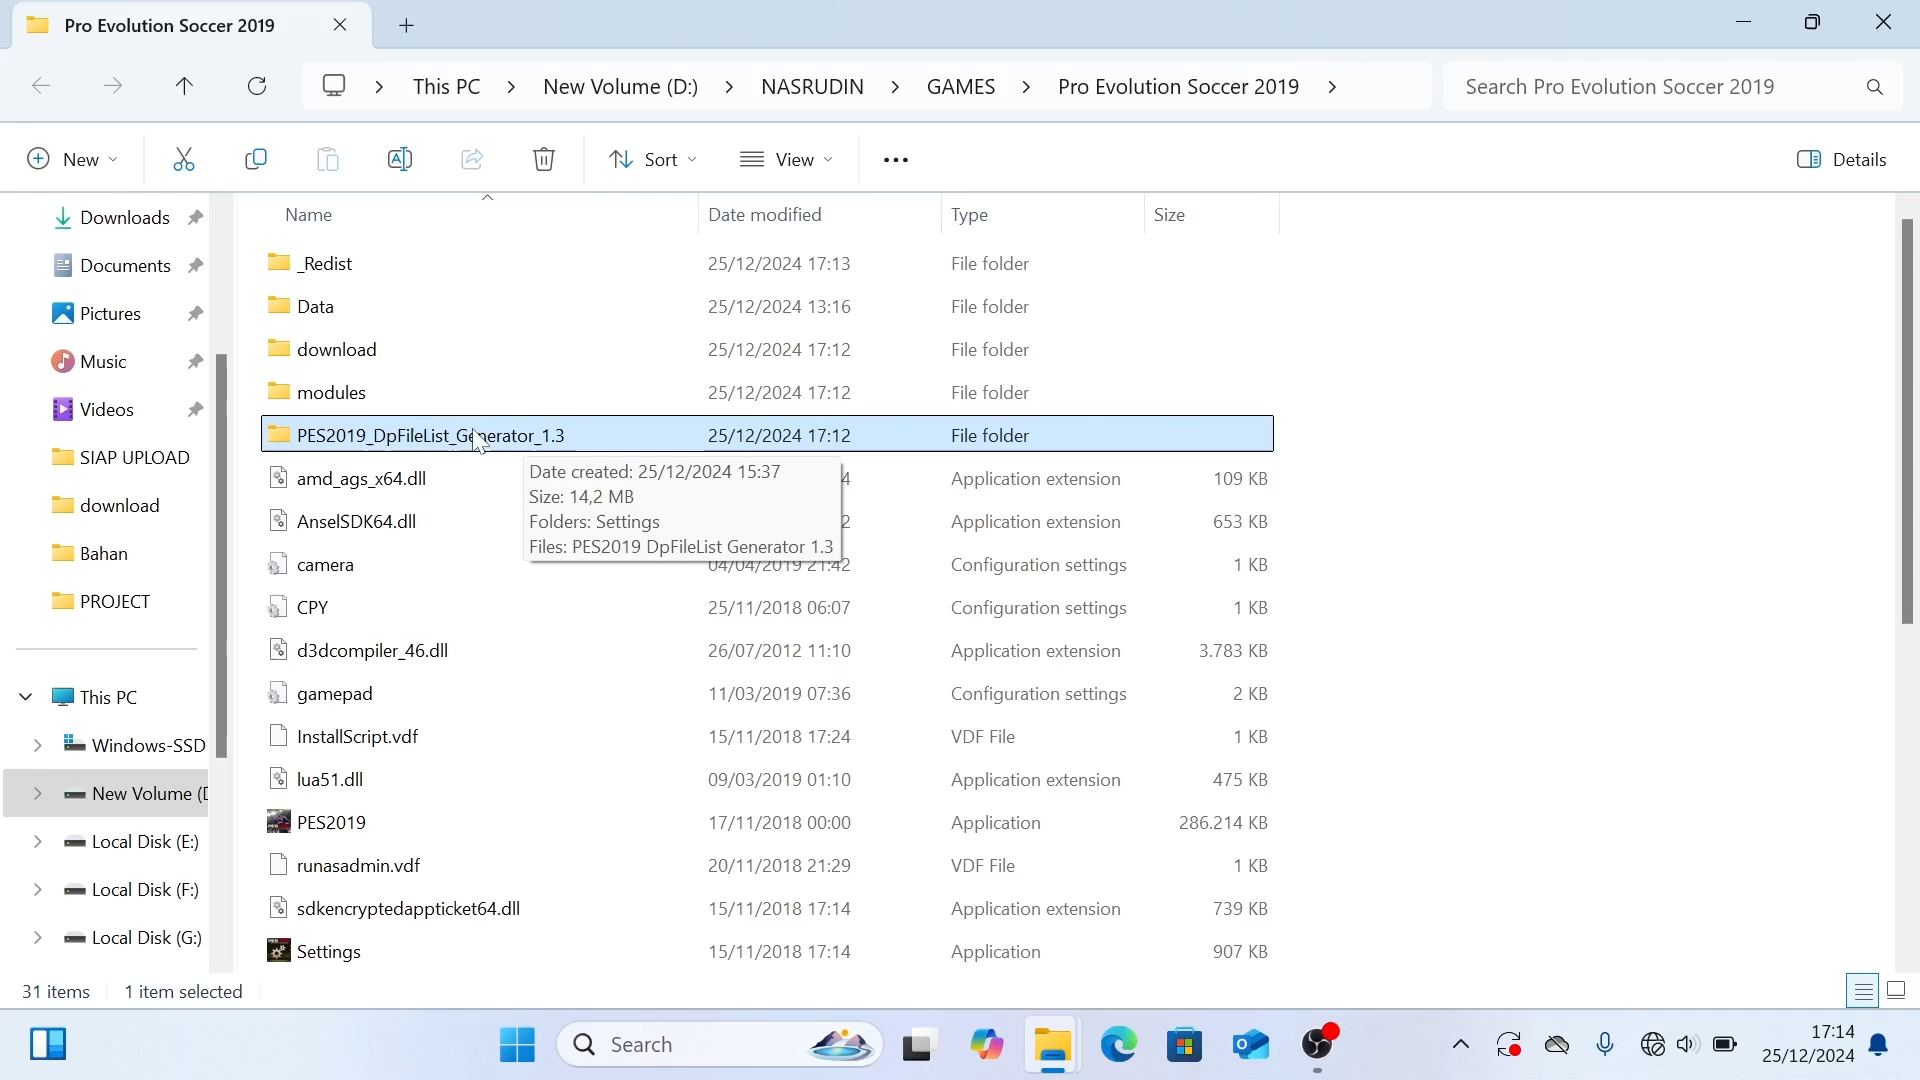 Pro Evolution Soccer 2019
This PC > New Volume (D:) > NASRUDIN > GAMES > Pro Evolution Soccer 2019 >
Search Pro Evolution Soccer 2019
New
Sort
View
Details
Downloads
Documents
Pictures
Music
Videos
SIAP UPLOAD
download
Bahan
PROJECT
This PC
Windows-SSD
New Volume (D
Local Disk (E:)
Local Disk (F:)
Local Disk (G:)
Name Date modified Type Size
_Redist 25/12/2024 17:13 File folder
Data 25/12/2024 13:16 File folder
download 25/12/2024 17:12 File folder
modules 25/12/2024 17:12 File folder
PES2019_DpFileList_Generator_1.3 25/12/2024 17:12 File folder
amd_ags_x64.dll 4 Application extension 109 KB
AnselSDK64.dll 2 Application extension 653 KB
camera 04/04/2019 21:42 Configuration settings 1 KB
CPY 25/11/2018 06:07 Configuration settings 1 KB
d3dcompiler_46.dll 26/07/2012 11:10 Application extension 3.783 KB
gamepad 11/03/2019 07:36 Configuration settings 2 KB
InstallScript.vdf 15/11/2018 17:24 VDF File 1 KB
lua51.dll 09/03/2019 01:10 Application extension 475 KB
PES2019 17/11/2018 00:00 Application 286.214 KB
runasadmin.vdf 20/11/2018 21:29 VDF File 1 KB
sdkencryptedappticket64.dll 15/11/2018 17:14 Application extension 739 KB
Settings 15/11/2018 17:14 Application 907 KB
Date created: 25/12/2024 15:37
Size: 14,2 MB
Folders: Settings
Files: PES2019 DpFileList Generator 1.3
31 items 1 item selected
Search
17:14
25/12/2024